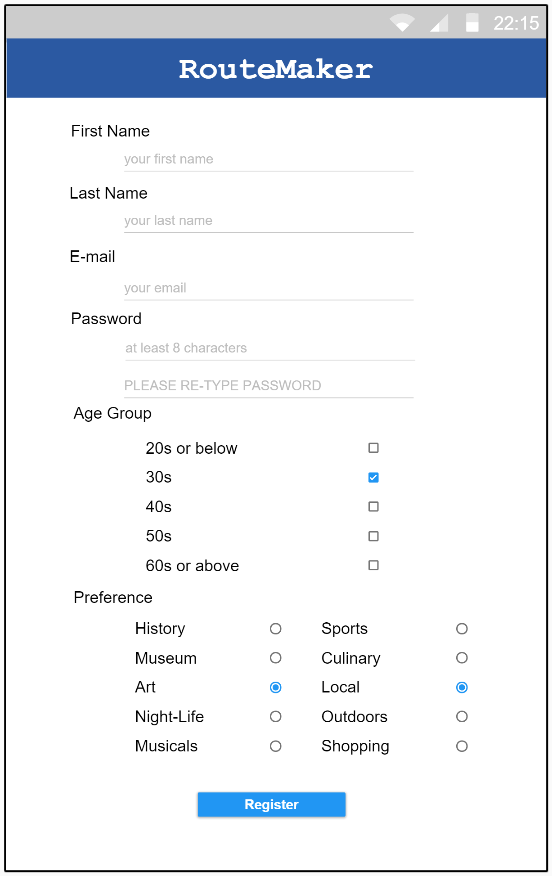 22:15
RouteMaker
First Name
your first name
Last Name
your last name
E-mail
your email
Password
at least 8 characters
PLEASE RE-TYPE PASSWORD
Age Group
20s or below
30s
40s
50s
60s or above
Preference
History Sports
Museum Culinary
Art Local
Night-Life Outdoors
Musicals Shopping
Register